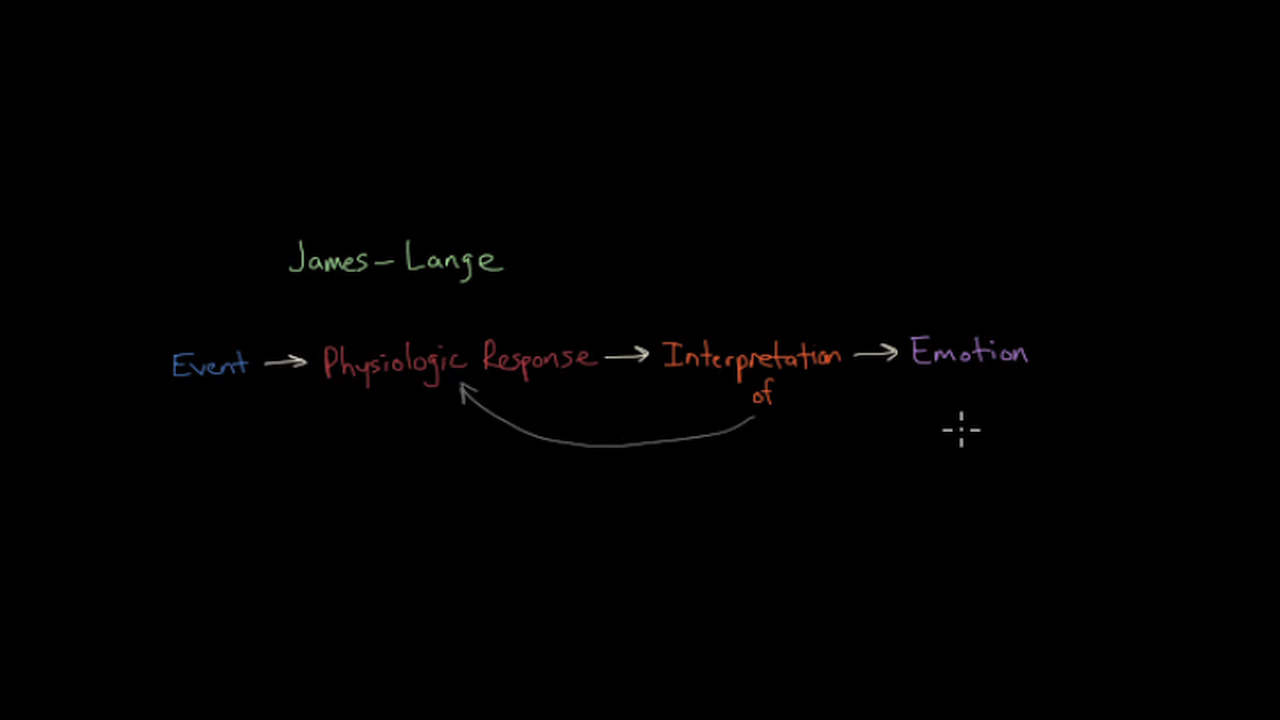 James-Lange
Event → Physiologic Response → Interpretation → Emotion
of